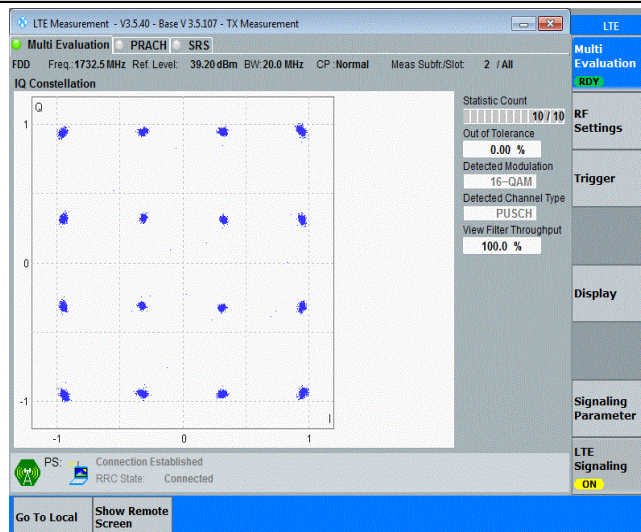 LTE Measurement - V3.5.40 - Base V 3.5.107 - TX Measurement
LTE
Multi Evaluation PRACH SRS
FDD Freq.:1732.5 MHz Ref. Level: 39.20 dBm BW:20.0 MHz CP :Normal Meas Subfr./Slot: 2 / All
IQ Constellation
Q
1
0
-1
I
-1 0 1
Statistic Count
10 / 10
Out of Tolerance
0.00 %
Detected Modulation
16-QAM
Detected Channel Type
PUSCH
View Filter Throughput
100.0 %
Multi
Evaluation
RDY
RF
Settings
Trigger
Display
Signaling
Parameter
LTE
Signaling
ON
PS: Connection Established
RRC State: Connected
Go To Local
Show Remote
Screen